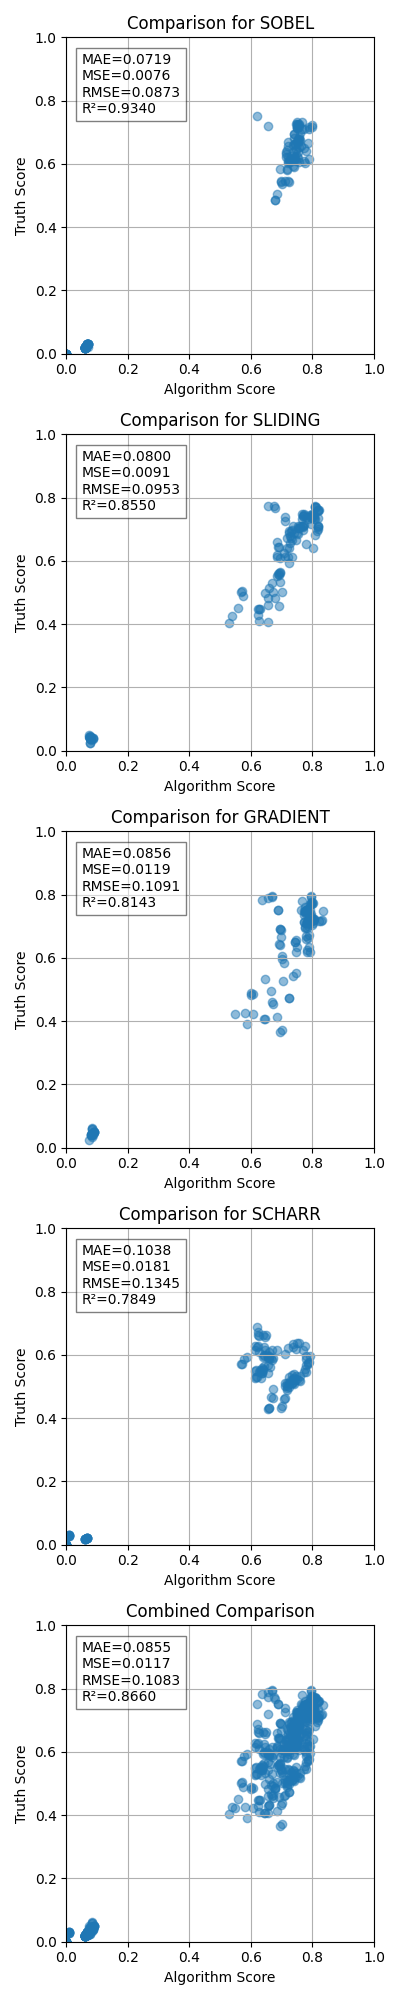 Comparison for SOBEL
MAE=0.0719
MSE=0.0076
RMSE=0.0873
R²=0.9340
1.0
0.8
0.6
0.4
0.2
0.0
Truth Score
0.0 0.2 0.4 0.6 0.8 1.0
Algorithm Score
Comparison for SLIDING
MAE=0.0800
MSE=0.0091
RMSE=0.0953
R²=0.8550
1.0
0.8
0.6
0.4
0.2
0.0
Truth Score
0.0 0.2 0.4 0.6 0.8 1.0
Algorithm Score
Comparison for GRADIENT
MAE=0.0856
MSE=0.0119
RMSE=0.1091
R²=0.8143
1.0
0.8
0.6
0.4
0.2
0.0
Truth Score
0.0 0.2 0.4 0.6 0.8 1.0
Algorithm Score
Comparison for SCHARR
MAE=0.1038
MSE=0.0181
RMSE=0.1345
R²=0.7849
1.0
0.8
0.6
0.4
0.2
0.0
Truth Score
0.0 0.2 0.4 0.6 0.8 1.0
Algorithm Score
Combined Comparison
MAE=0.0855
MSE=0.0117
RMSE=0.1083
R²=0.8660
1.0
0.8
0.6
0.4
0.2
0.0
Truth Score
0.0 0.2 0.4 0.6 0.8 1.0
Algorithm Score